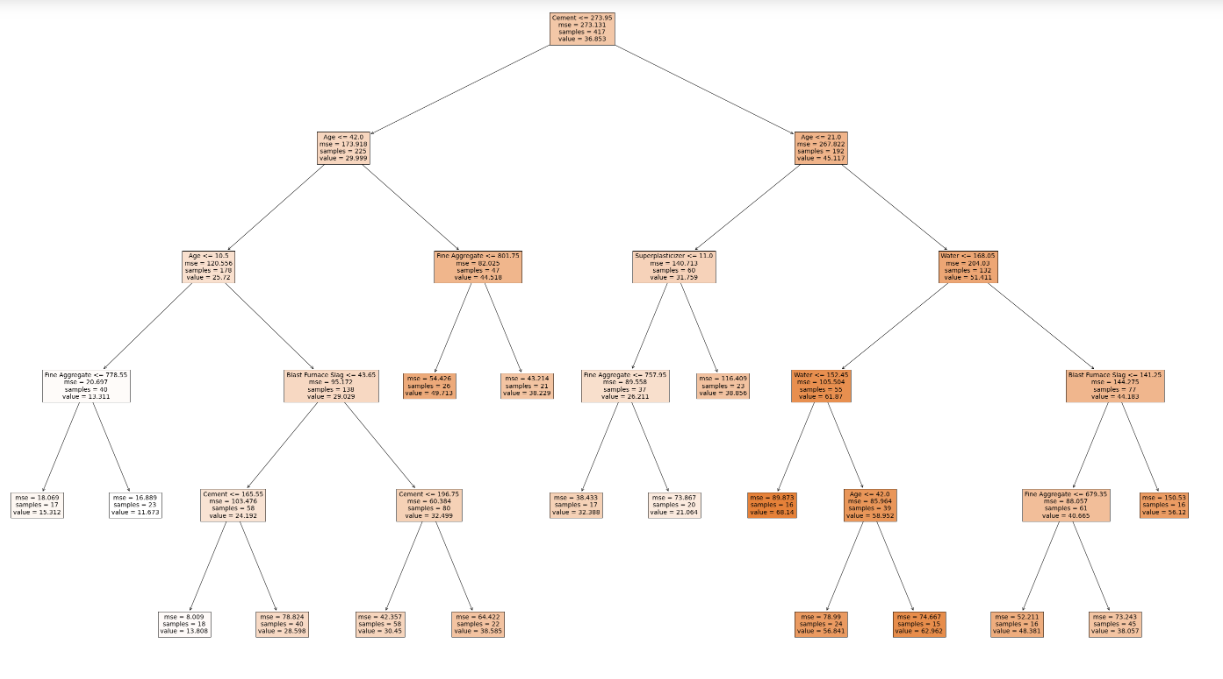 Cement <= 273.95
mse = 273.131
samples = 417
value = 36.853
Age <= 42.0
mse = 173.918
samples = 225
value = 29.999
Age <= 21.0
mse = 267.822
samples = 192
value = 45.117
Age <= 10.5
mse = 120.556
samples = 178
value = 25.72
Fine Aggregate <= 801.75
mse = 82.025
samples = 47
value = 44.518
Superplasticizer <= 11.0
mse = 140.713
samples = 60
value = 31.759
Water <= 168.05
mse = 204.03
samples = 132
value = 51.411
Fine Aggregate <= 778.55
mse = 20.697
samples = 40
value = 13.311
Blast Furnace Slag <= 43.65
mse = 95.172
samples = 138
value = 29.029
mse = 54.426
samples = 26
value = 49.713
mse = 43.214
samples = 21
value = 38.229
Fine Aggregate <= 757.95
mse = 89.558
samples = 37
value = 26.211
mse = 116.409
samples = 23
value = 39.856
Water <= 152.45
mse = 105.504
samples = 55
value = 61.87
Blast Furnace Slag <= 141.25
mse = 144.275
samples = 77
value = 44.183
mse = 18.069
samples = 17
value = 15.312
mse = 16.889
samples = 23
value = 11.673
Cement <= 165.55
mse = 103.476
samples = 58
value = 24.192
Cement <= 196.75
mse = 60.384
samples = 80
value = 32.499
mse = 38.433
samples = 17
value = 32.388
mse = 73.867
samples = 20
value = 21.064
mse = 89.873
samples = 16
value = 68.14
Age <= 42.0
mse = 85.964
samples = 39
value = 58.952
Fine Aggregate <= 679.35
mse = 88.057
samples = 61
value = 40.665
mse = 150.53
samples = 16
value = 56.12
mse = 8.009
samples = 18
value = 13.808
mse = 78.824
samples = 40
value = 28.598
mse = 42.357
samples = 58
value = 30.45
mse = 64.422
samples = 22
value = 38.585
mse = 78.99
samples = 24
value = 56.841
mse = 74.667
samples = 15
value = 62.962
mse = 52.211
samples = 16
value = 48.381
mse = 73.243
samples = 45
value = 38.057